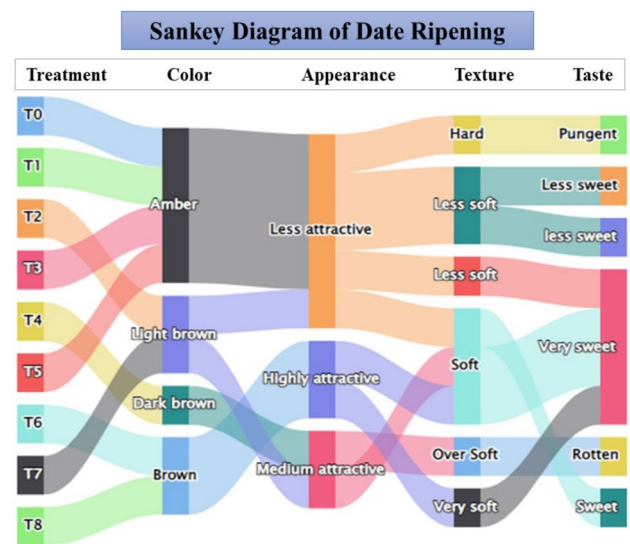 Sankey Diagram of Date Ripening
Treatment Color Appearance Texture Taste
T0
T1
T2
T3
T4
T5
T6
T7
T8
Amber
Light brown
Dark brown
Brown
Less attractive
Highly attractive
Medium attractive
Hard
Less soft
Less soft
Soft
Over Soft
Very soft
Pungent
Less sweet
less sweet
Very sweet
Rotten
Sweet